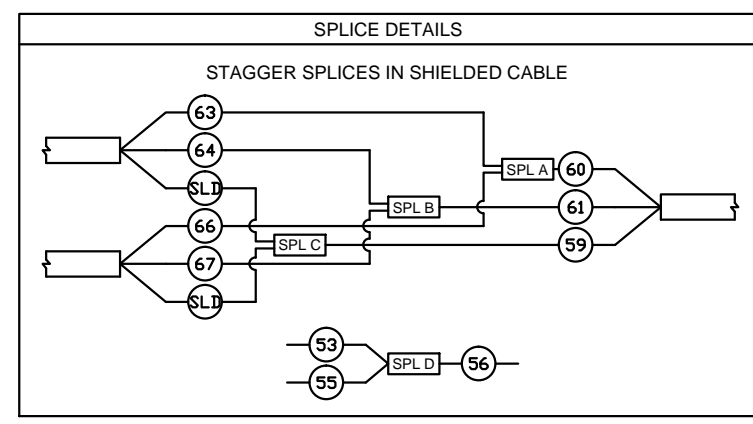 SPLICE DETAILS
STAGGER SPLICES IN SHIELDED CABLE
63
64
SPL A 60
SLD
SPL B 61
66
SPL C 59
67
SLD
53
SPL D 56
55